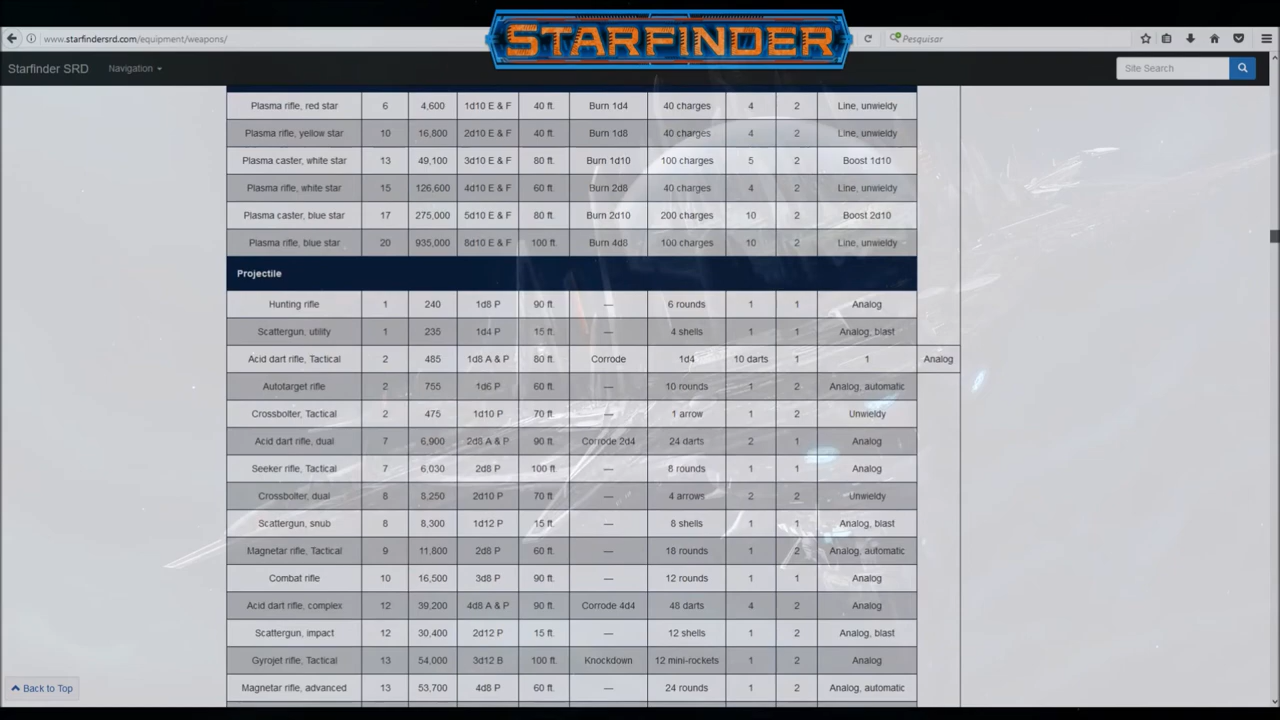 STARFINDER
www.starfindersrd.com/equipment/weapons/
Pesquisar
Starfinder SRD Navigation Site Search
Plasma rifle, red star 6 4,600 1d10 E & F 40 ft. Burn 1d4 40 charges 4 2 Line, unwieldy
Plasma rifle, yellow star 10 16,800 2d10 E & F 40 ft. Burn 1d8 40 charges 4 2 Line, unwieldy
Plasma caster, white star 13 49,100 3d10 E & F 80 ft. Burn 1d10 100 charges 5 2 Boost 1d10
Plasma rifle, white star 15 126,600 4d10 E & F 60 ft. Burn 2d8 40 charges 4 2 Line, unwieldy
Plasma caster, blue star 17 275,000 5d10 E & F 80 ft. Burn 2d10 200 charges 10 2 Boost 2d10
Plasma rifle, blue star 20 935,000 8d10 E & F 100 ft. Burn 4d8 100 charges 10 2 Line, unwieldy
Projectile
Hunting rifle 1 240 1d8 P 90 ft. — 6 rounds 1 1 Analog
Scattergun, utility 1 235 1d4 P 15 ft. — 4 shells 1 1 Analog, blast
Acid dart rifle, Tactical 2 485 1d8 A & P 80 ft. Corrode 1d4 10 darts 1 1 Analog
Autotarget rifle 2 755 1d6 P 60 ft. — 10 rounds 1 2 Analog, automatic
Crossbolter, Tactical 2 475 1d10 P 70 ft. — 1 arrow 1 2 Unwieldy
Acid dart rifle, dual 7 6,900 2d8 A & P 90 ft. Corrode 2d4 24 darts 2 1 Analog
Seeker rifle, Tactical 7 6,030 2d8 P 100 ft. — 8 rounds 1 1 Analog
Crossbolter, dual 8 8,250 2d10 P 70 ft. — 4 arrows 2 2 Unwieldy
Scattergun, snub 8 8,300 1d12 P 15 ft. — 8 shells 1 1 Analog, blast
Magnetar rifle, Tactical 9 11,800 2d8 P 60 ft. — 18 rounds 1 2 Analog, automatic
Combat rifle 10 16,500 3d8 P 90 ft. — 12 rounds 1 1 Analog
Acid dart rifle, complex 12 39,200 4d8 A & P 90 ft. Corrode 4d4 48 darts 4 2 Analog
Scattergun, impact 12 30,400 2d12 P 15 ft. — 12 shells 1 2 Analog, blast
Gyrojet rifle, Tactical 13 54,000 3d12 B 100 ft. Knockdown 12 mini-rockets 1 2 Analog
Magnetar rifle, advanced 13 53,700 4d8 P 60 ft. — 24 rounds 1 2 Analog, automatic
Back to Top